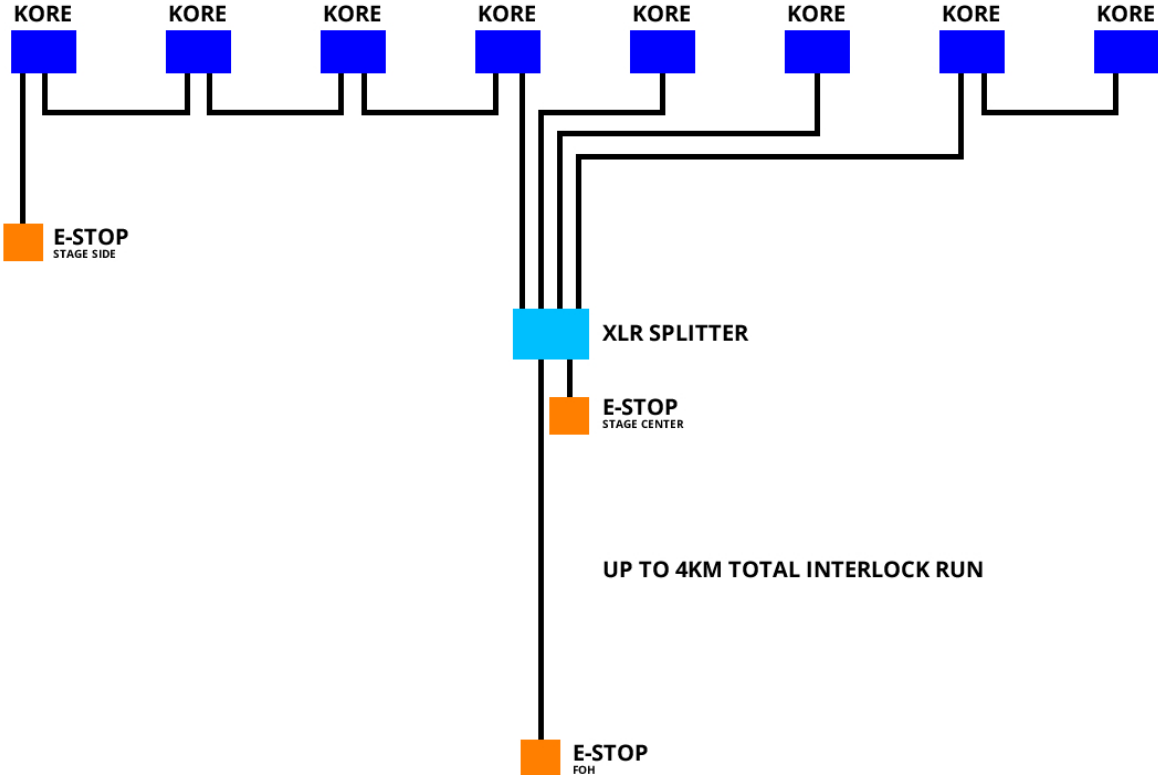 KORE KORE KORE KORE KORE KORE KORE KORE
E-STOP
STAGE SIDE
XLR SPLITTER
E-STOP
STAGE CENTER
UP TO 4KM TOTAL INTERLOCK RUN
E-STOP
FOH